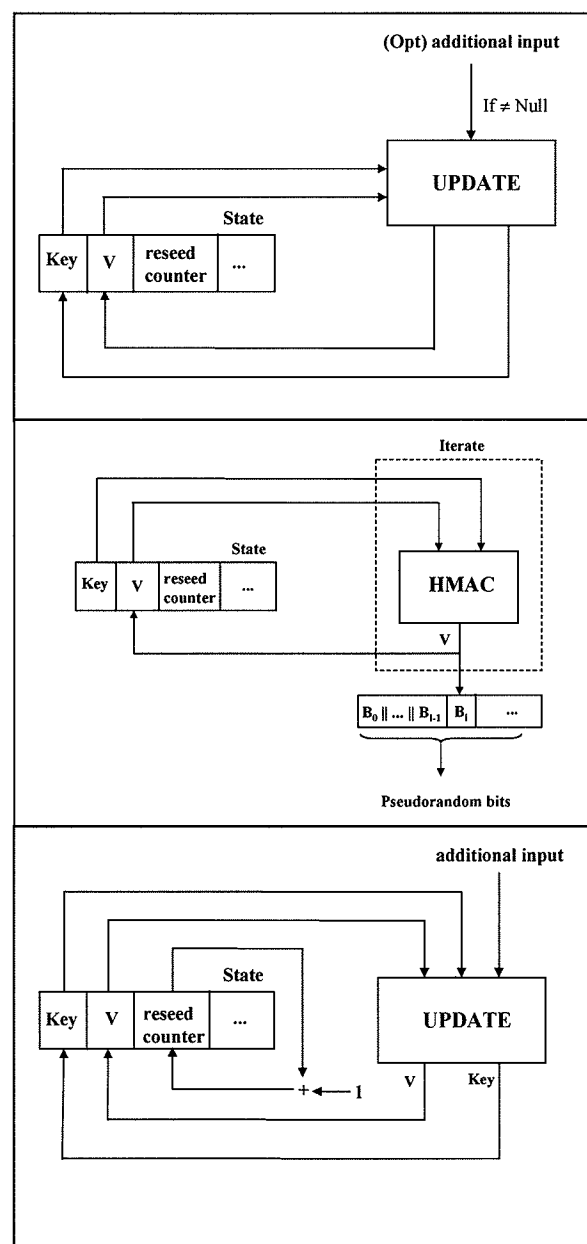 (Opt) additional input
If ≠ Null
UPDATE
State
Key V reseed counter ...
Iterate
State
Key V reseed counter ...
HMAC
V
B0 || ... || Bi-1 Bi ...
Pseudorandom bits
additional input
State
Key V reseed counter ...
UPDATE
V Key
+ 1